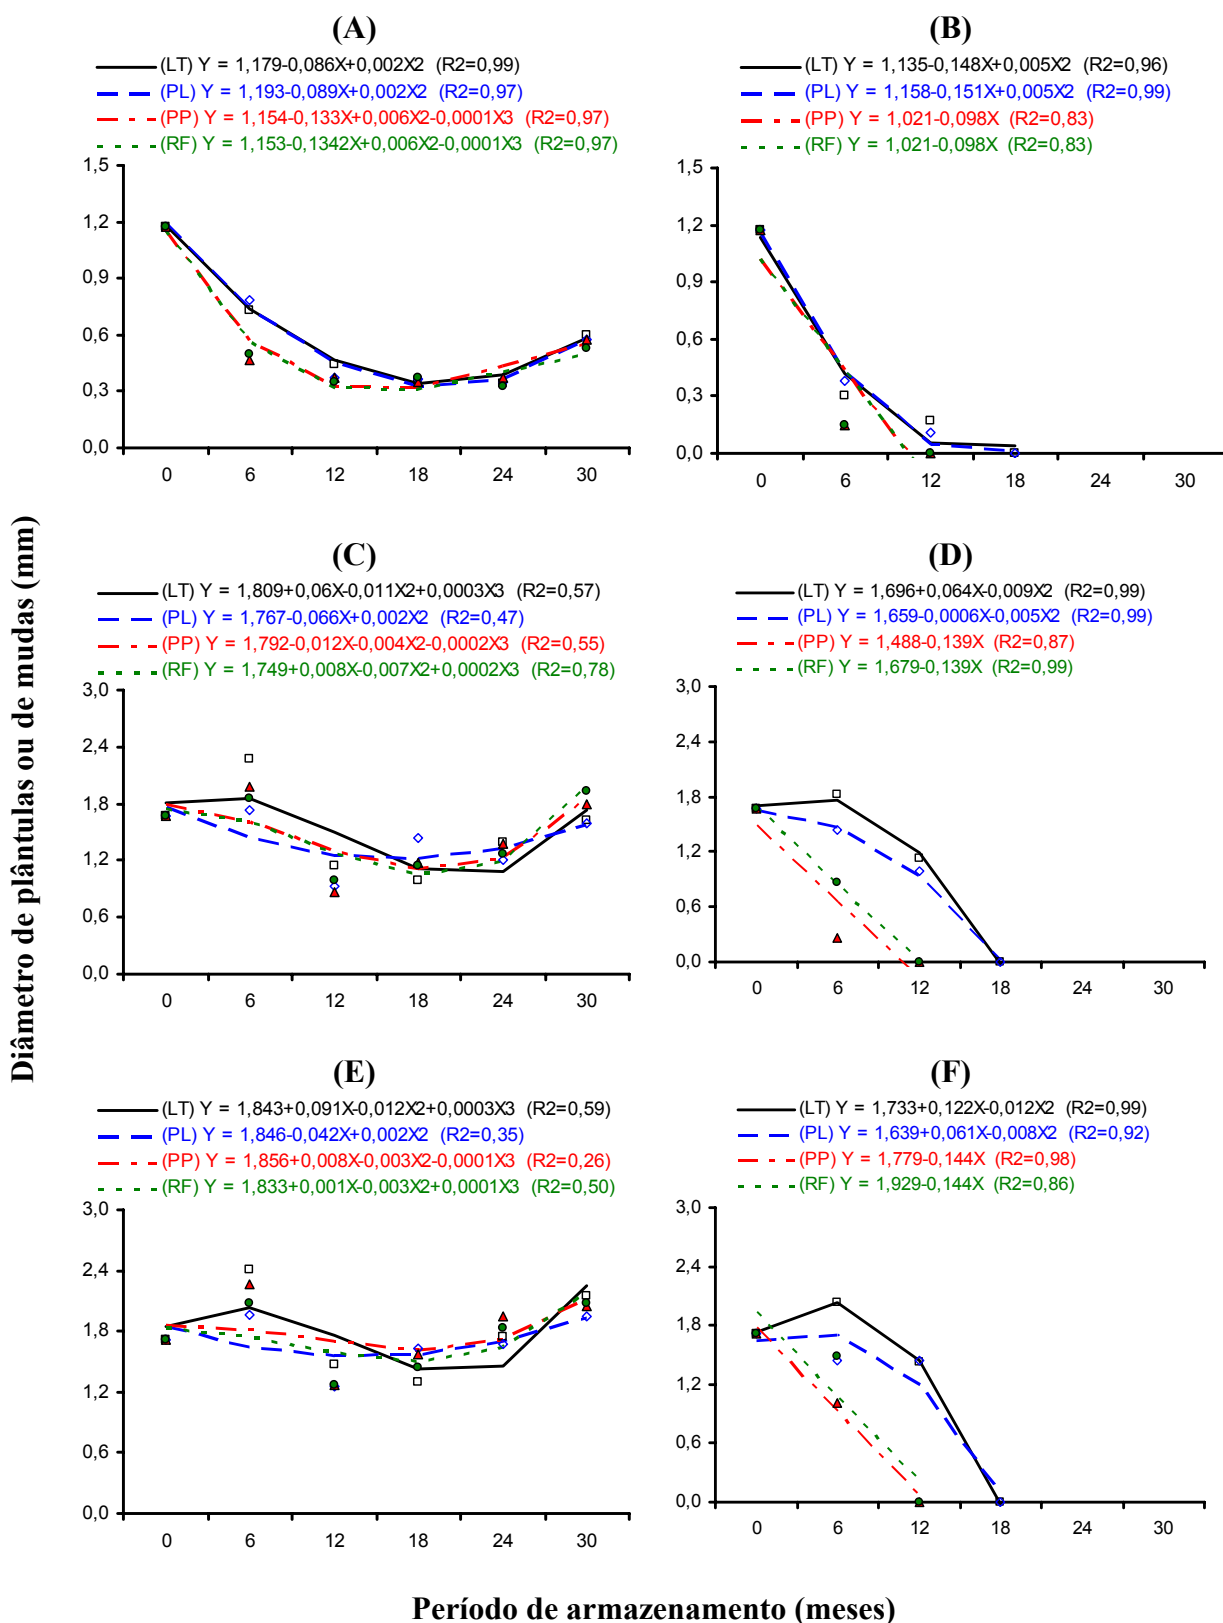 (A)
(LT) Y = 1,179-0,086X+0,002X2 (R2=0,99)
(PL) Y = 1,193-0,089X+0,002X2 (R2=0,97)
(PP) Y = 1,154-0,133X+0,006X2-0,0001X3 (R2=0,97)
(RF) Y = 1,153-0,1342X+0,006X2-0,0001X3 (R2=0,97)
1,5
1,2
0,9
0,6
0,3
0,0
0 6 12 18 24 30
(B)
(LT) Y = 1,135-0,148X+0,005X2 (R2=0,96)
(PL) Y = 1,158-0,151X+0,005X2 (R2=0,99)
(PP) Y = 1,021-0,098X (R2=0,83)
(RF) Y = 1,021-0,098X (R2=0,83)
1,5
1,2
0,9
0,6
0,3
0,0
0 6 12 18 24 30
Diâmetro de plântulas ou de mudas (mm)
(C)
(LT) Y = 1,809+0,06X-0,011X2+0,0003X3 (R2=0,57)
(PL) Y = 1,767-0,066X+0,002X2 (R2=0,47)
(PP) Y = 1,792-0,012X-0,004X2-0,0002X3 (R2=0,55)
(RF) Y = 1,749+0,008X-0,007X2+0,0002X3 (R2=0,78)
3,0
2,4
1,8
1,2
0,6
0,0
0 6 12 18 24 30
(D)
(LT) Y = 1,696+0,064X-0,009X2 (R2=0,99)
(PL) Y = 1,659-0,0006X-0,005X2 (R2=0,99)
(PP) Y = 1,488-0,139X (R2=0,87)
(RF) Y = 1,679-0,139X (R2=0,99)
3,0
2,4
1,8
1,2
0,6
0,0
0 6 12 18 24 30
(E)
(LT) Y = 1,843+0,091X-0,012X2+0,0003X3 (R2=0,59)
(PL) Y = 1,846-0,042X+0,002X2 (R2=0,35)
(PP) Y = 1,856+0,008X-0,003X2-0,0001X3 (R2=0,26)
(RF) Y = 1,833+0,001X-0,003X2+0,0001X3 (R2=0,50)
3,0
2,4
1,8
1,2
0,6
0,0
0 6 12 18 24 30
(F)
(LT) Y = 1,733+0,122X-0,012X2 (R2=0,99)
(PL) Y = 1,639+0,061X-0,008X2 (R2=0,92)
(PP) Y = 1,779-0,144X (R2=0,98)
(RF) Y = 1,929-0,144X (R2=0,86)
3,0
2,4
1,8
1,2
0,6
0,0
0 6 12 18 24 30
Período de armazenamento (meses)